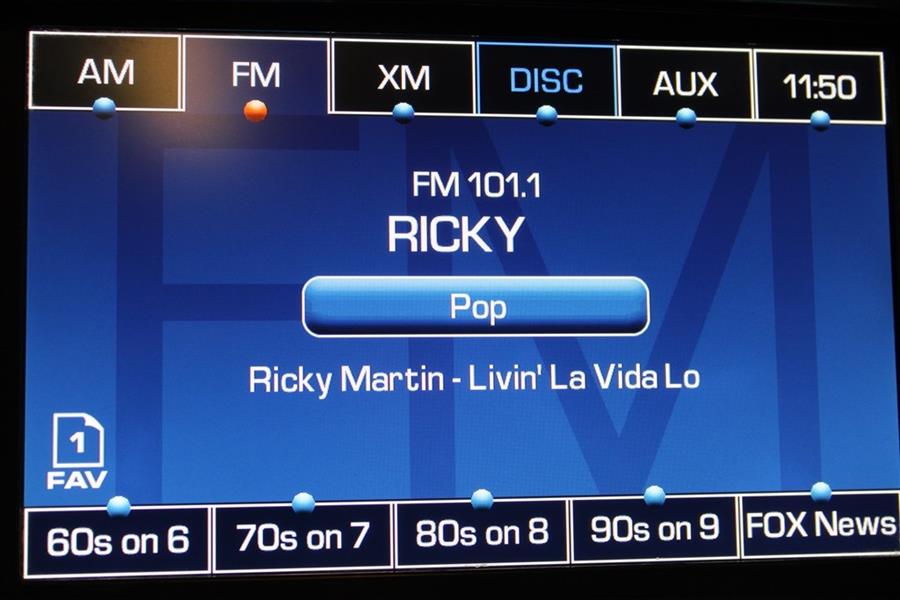 AM FM XM DISC AUX 11:50
FM 101.1
RICKY
Pop
Ricky Martin - Livin' La Vida Lo
1
FAV
60s on 6 70s on 7 80s on 8 90s on 9 FOX News